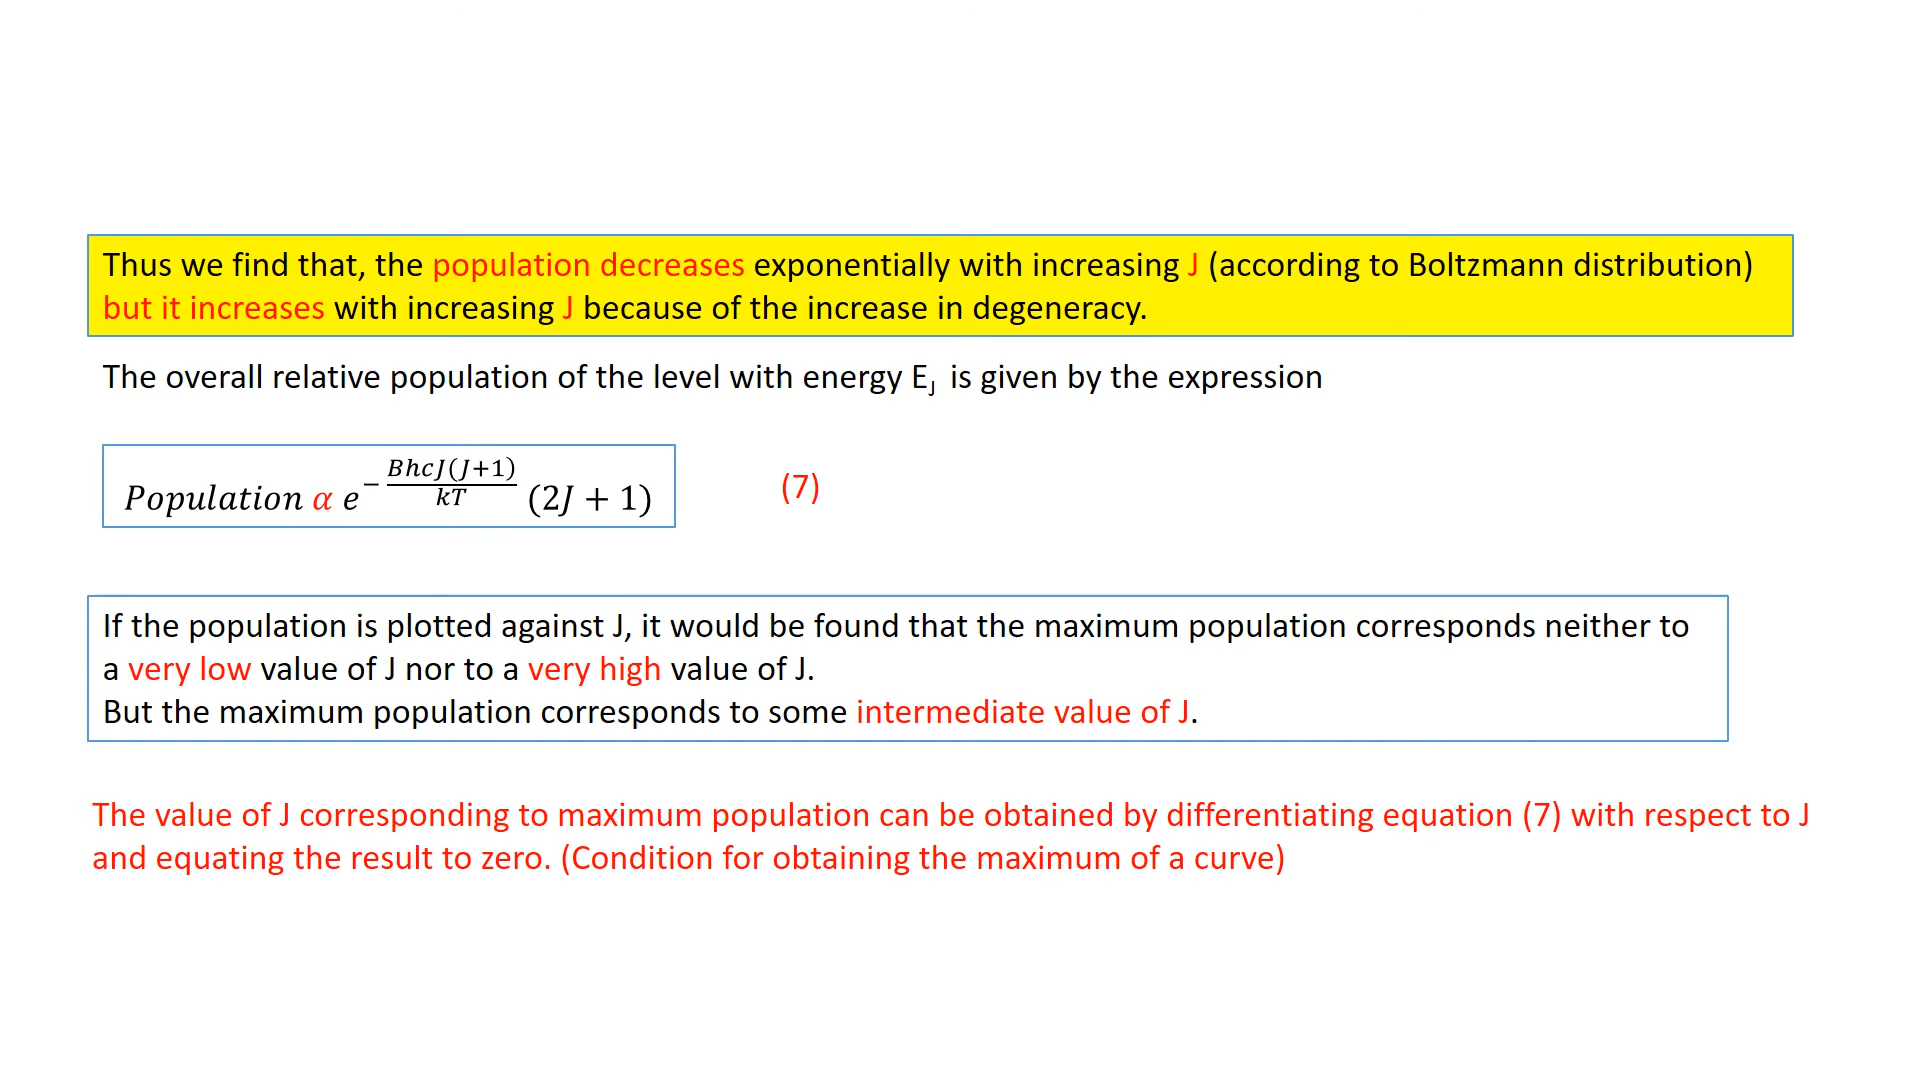 Thus we find that, the population decreases exponentially with increasing J (according to Boltzmann distribution)
but it increases with increasing J because of the increase in degeneracy.
The overall relative population of the level with energy E_J is given by the expression
Population α e^{-\frac{BhcJ(J+1)}{kT}} (2J + 1) (7)
If the population is plotted against J, it would be found that the maximum population corresponds neither to
a very low value of J nor to a very high value of J.
But the maximum population corresponds to some intermediate value of J.
The value of J corresponding to maximum population can be obtained by differentiating equation (7) with respect to J
and equating the result to zero. (Condition for obtaining the maximum of a curve)